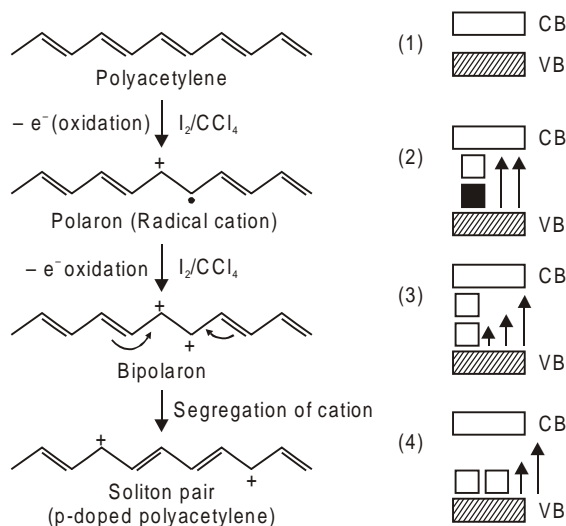 (1) CB
VB
Polyacetylene
– e⁻ (oxidation) I₂/CCl₄
(2) CB
VB
+
•
Polaron (Radical cation)
– e⁻ oxidation I₂/CCl₄
(3) CB
VB
+
+
Bipolaron
Segregation of cation
(4) CB
VB
+
+
Soliton pair
(p-doped polyacetylene)